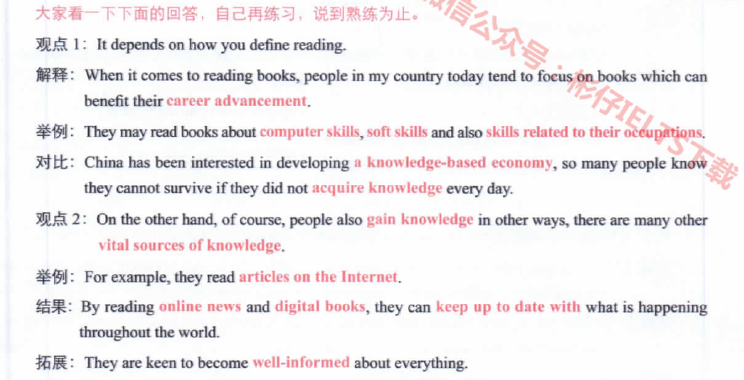 大家看一下下面的回答，自己再练习，说到熟练为止。
观点 1：It depends on how you define reading.
解释：When it comes to reading books, people in my country today tend to focus on books which can
benefit their career advancement.
举例：They may read books about computer skills, soft skills and also skills related to their occupations.
对比：China has been interested in developing a knowledge-based economy, so many people know
they cannot survive if they did not acquire knowledge every day.
观点 2：On the other hand, of course, people also gain knowledge in other ways, there are many other
vital sources of knowledge.
举例：For example, they read articles on the Internet.
结果：By reading online news and digital books, they can keep up to date with what is happening
throughout the world.
拓展：They are keen to become well-informed about everything.
微信公众号：彬仔IELTS下载